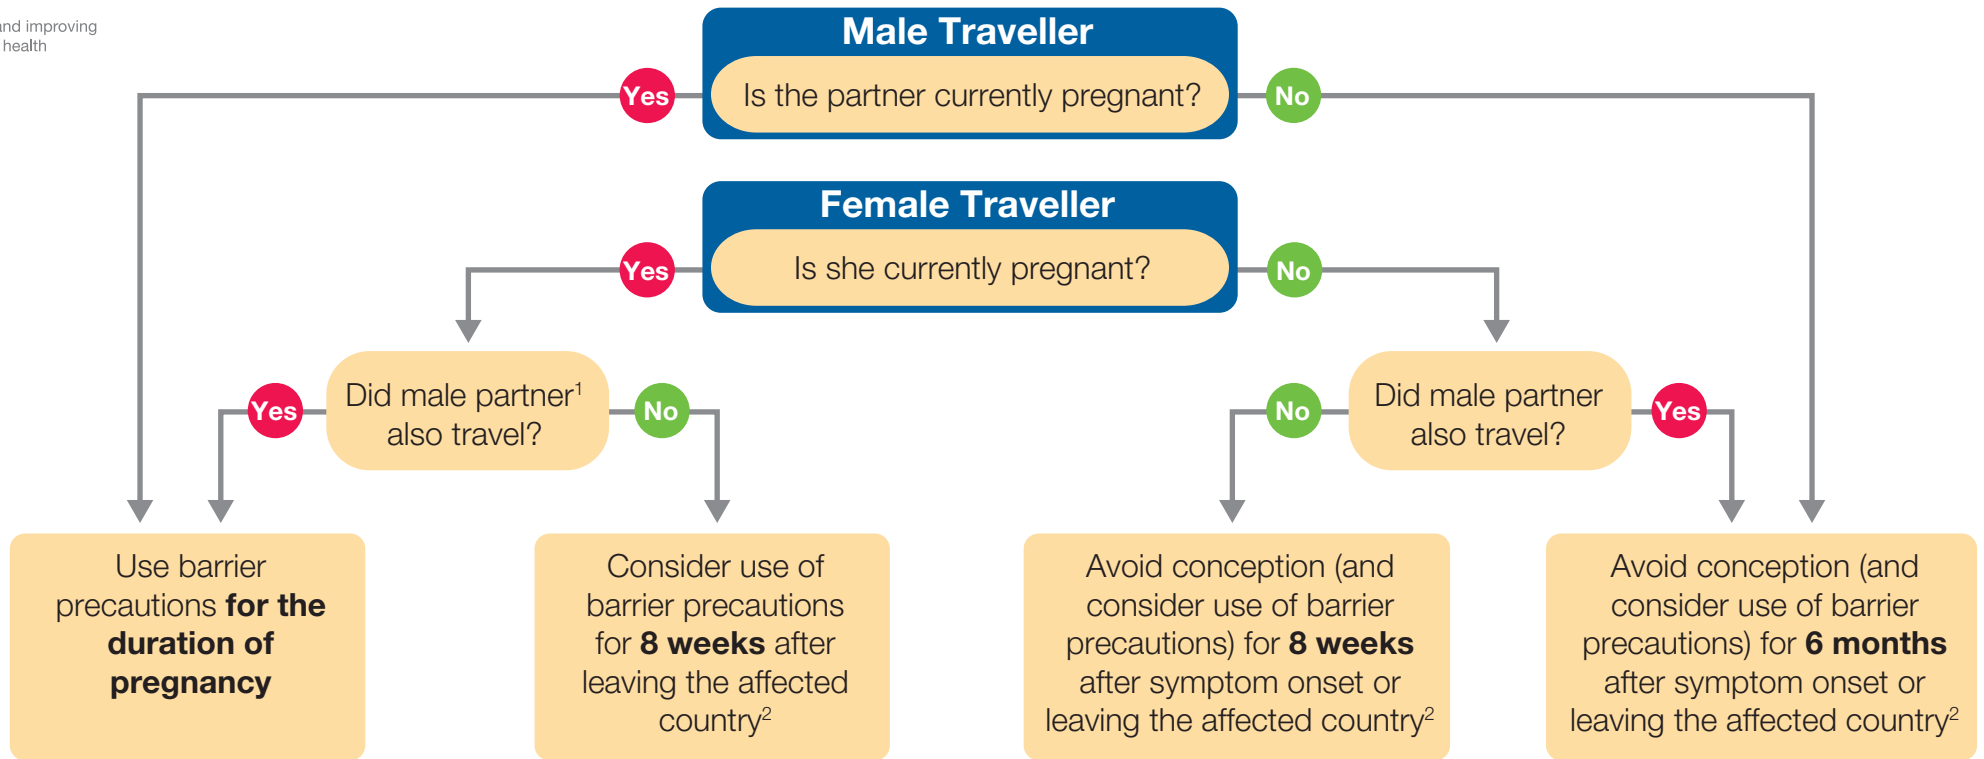 and improving
health
Male Traveller
Yes
Is the partner currently pregnant?
No
Female Traveller
Yes
Is she currently pregnant?
No
Yes
Did male partner¹
also travel?
No
No
Did male partner
also travel?
Yes
Use barrier
precautions for the
duration of
pregnancy
Consider use of
barrier precautions
for 8 weeks after
leaving the affected
country²
Avoid conception (and
consider use of barrier
precautions) for 8 weeks
after symptom onset or
leaving the affected country²
Avoid conception (and
consider use of barrier
precautions) for 6 months
after symptom onset or
leaving the affected country²